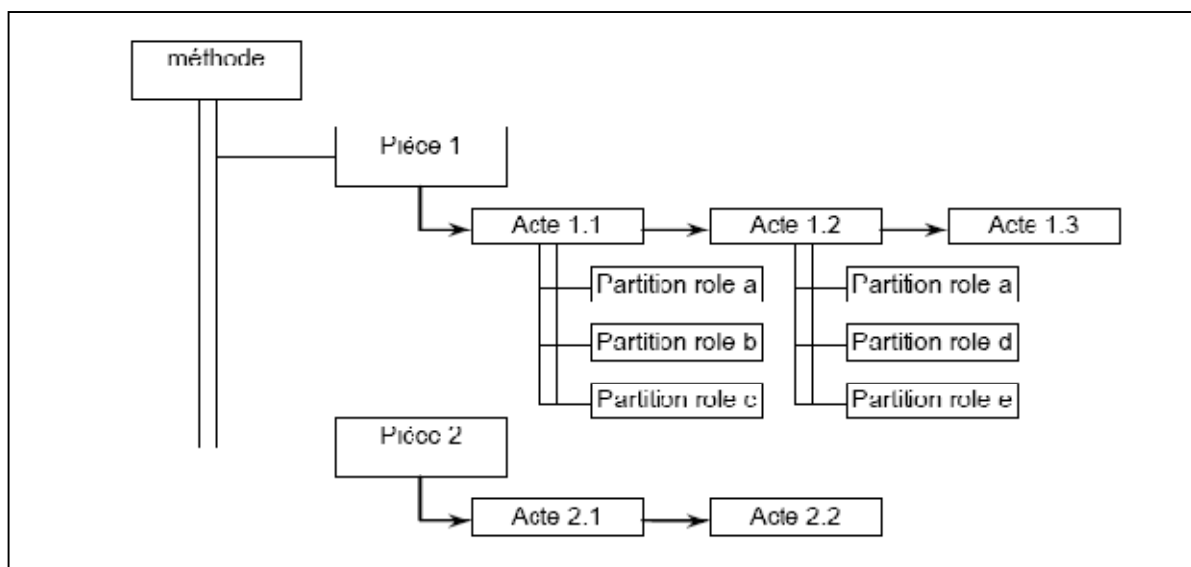 méthode
Pièce 1
Acte 1.1
Acte 1.2
Acte 1.3
Partition role a
Partition role a
Partition role b
Partition role d
Partition role c
Partition role e
Pièce 2
Acte 2.1
Acte 2.2